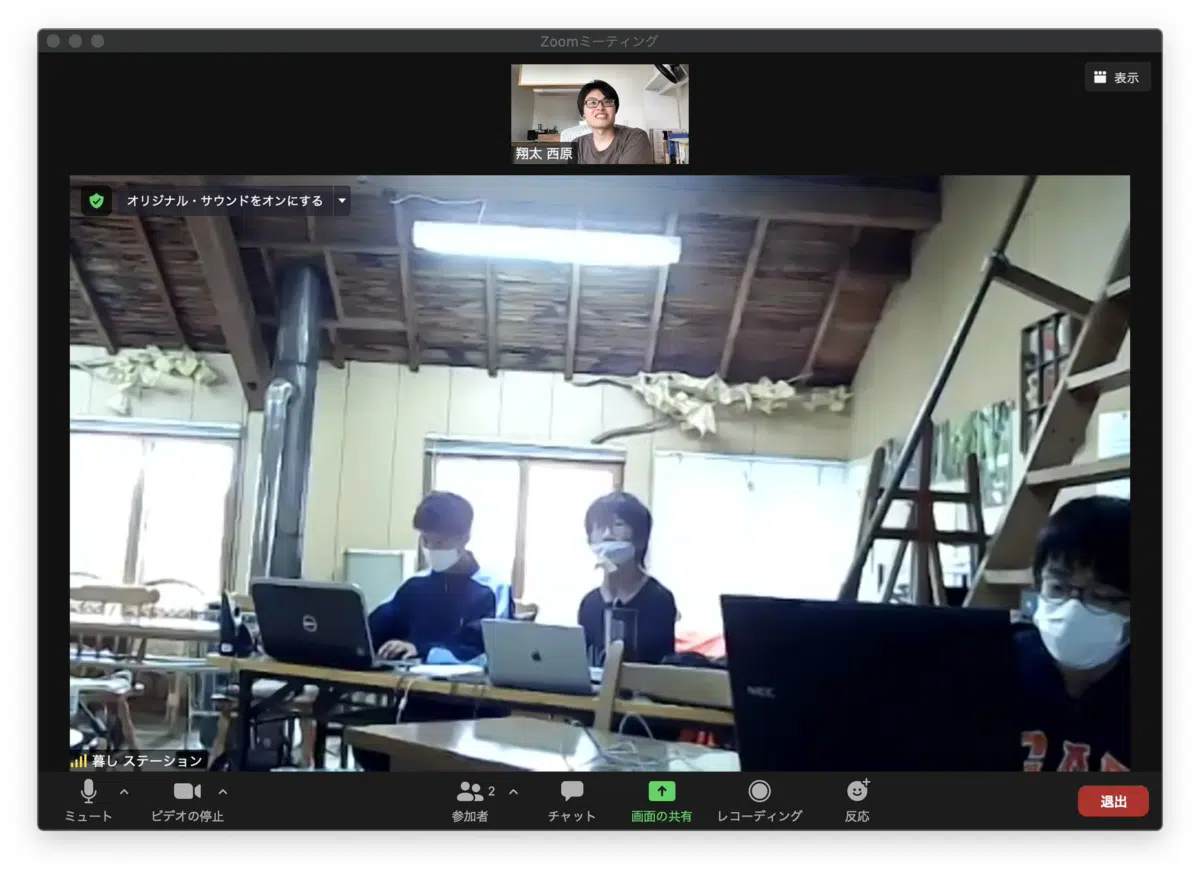 Zoomミーティング
表示
翔太 西原
オリジナル・サウンドをオンにする
DELL
NEC
暮し ステーション
2
ミュート
ビデオの停止
参加者
チャット
画面の共有
レコーディング
反応
退出